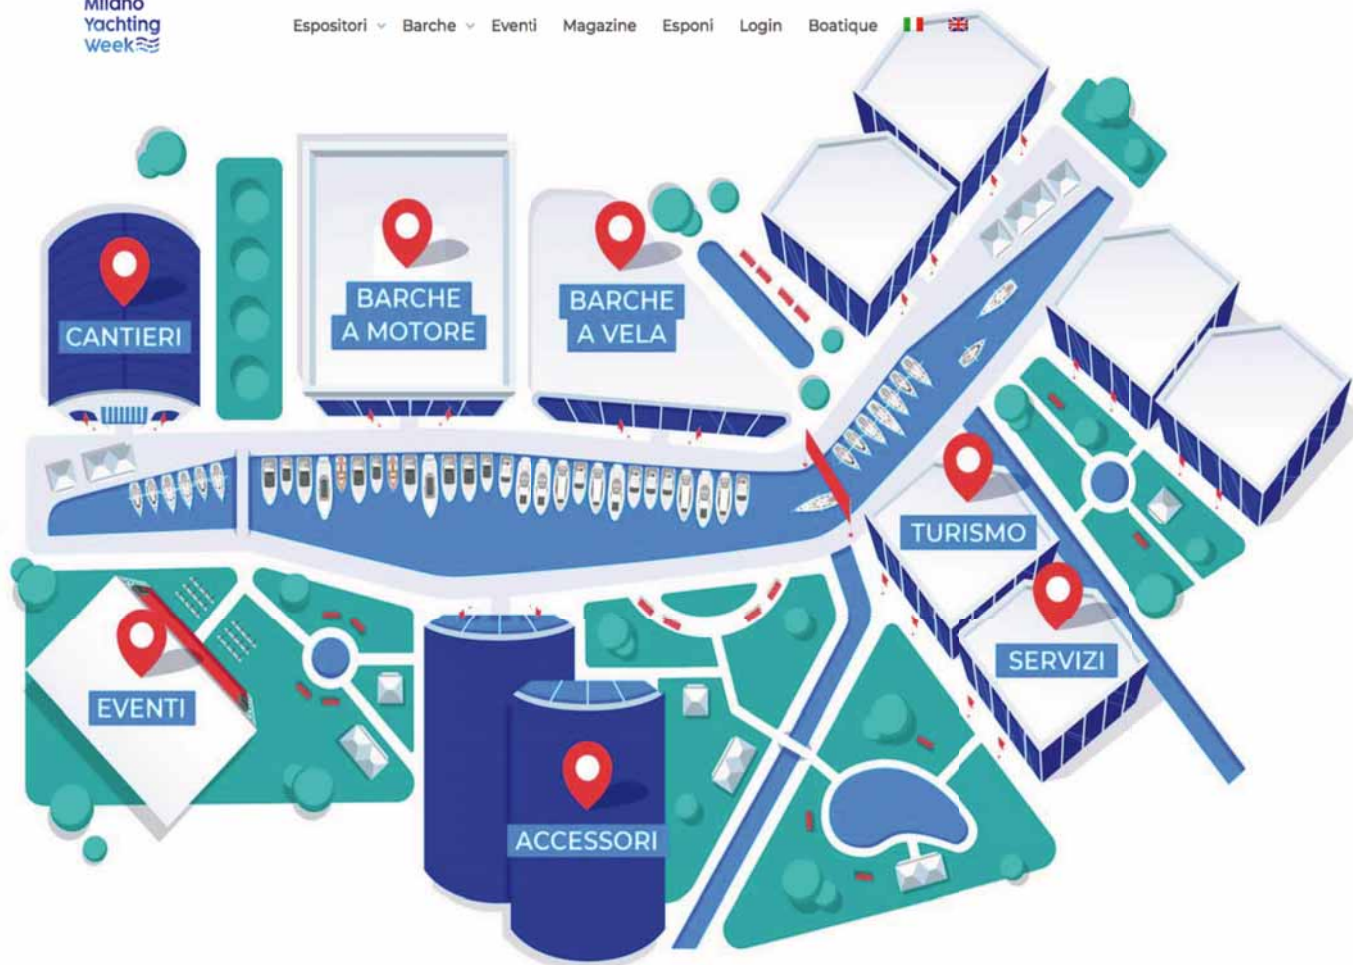 Milano
Yachting
Week
Espositori Barche Eventi Magazine Esponi Login Boatique
CANTIERI
BARCHE
A MOTORE
BARCHE
A VELA
TURISMO
SERVIZI
EVENTI
ACCESSORI